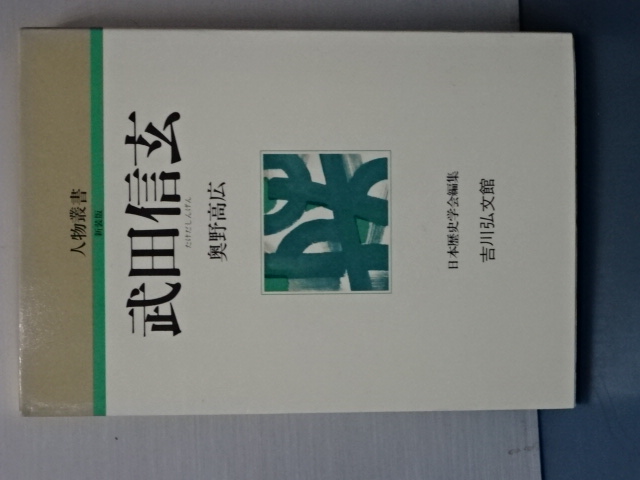 人物叢書
新装版
武田信玄
たけだしんげん
奥野高広
日本歴史学会編集
吉川弘文館